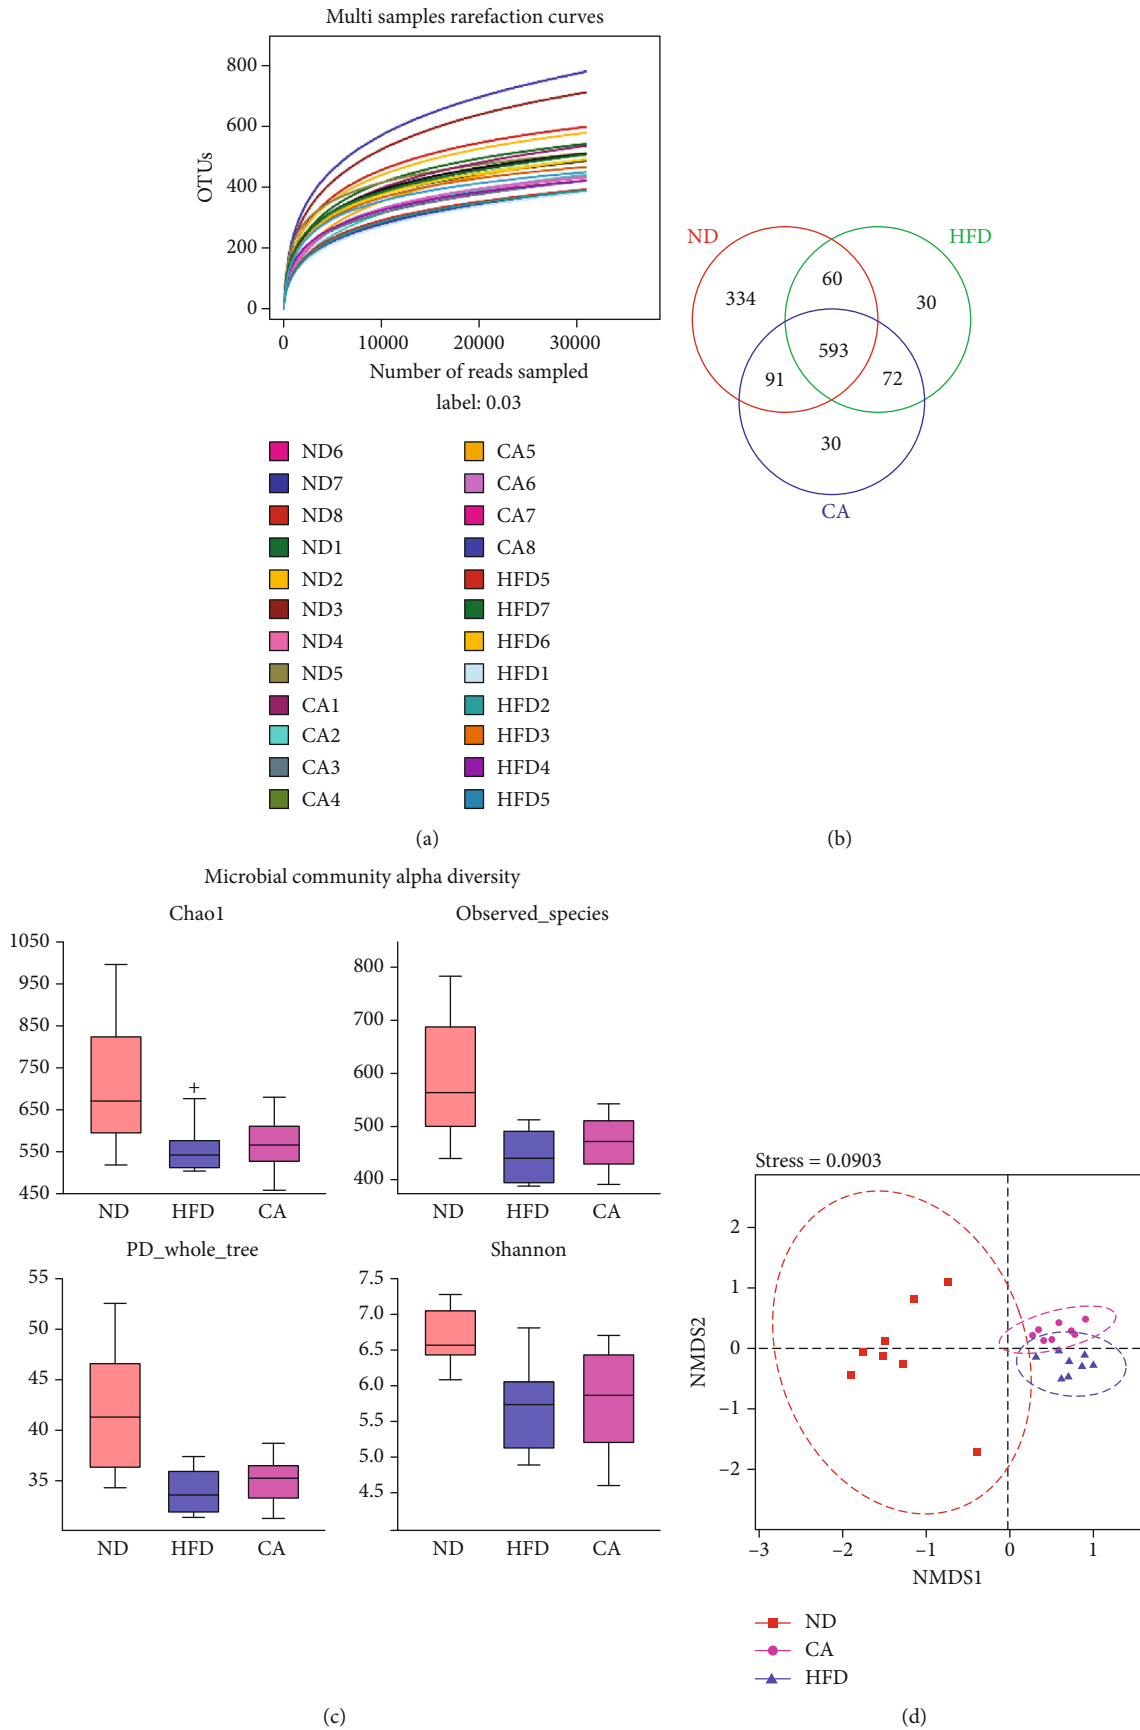 Multi samples rarefaction curves
800
600
400
200
0
OTUs
0 10000 20000 30000
Number of reads sampled
label: 0.03
ND6 CA5
ND7 CA6
ND8 CA7
ND1 CA8
ND2 HFD5
ND3 HFD7
ND4 HFD6
ND5 HFD1
CA1 HFD2
CA2 HFD3
CA3 HFD4
CA4 HFD5
(a)
ND HFD
60
334 30
593
91 72
30
CA
(b)
Microbial community alpha diversity
Chao1
1050
950
850
750
650
550
450
ND HFD CA
Observed_species
800
700
600
500
400
ND HFD CA
PD_whole_tree
55
50
45
40
35
ND HFD CA
Shannon
7.5
7.0
6.5
6.0
5.5
5.0
4.5
ND HFD CA
(c)
Stress = 0.0903
2
1
0
−1
−2
NMDS2
−3 −2 −1 0 1
NMDS1
ND
CA
HFD
(d)